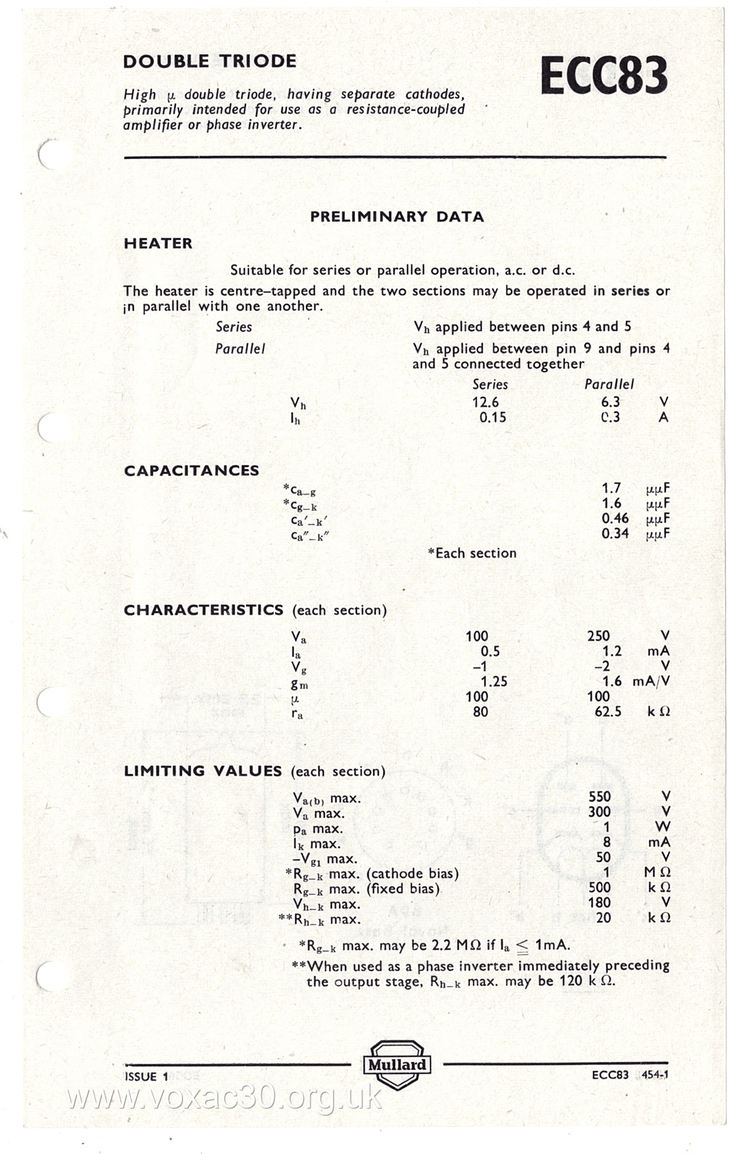 DOUBLE TRIODE
ECC83
High μ double triode, having separate cathodes,
primarily intended for use as a resistance-coupled
amplifier or phase inverter.
PRELIMINARY DATA
HEATER
Suitable for series or parallel operation, a.c. or d.c.
The heater is centre-tapped and the two sections may be operated in series or
in parallel with one another.
Series Vh applied between pins 4 and 5
Parallel Vh applied between pin 9 and pins 4
and 5 connected together
Series Parallel
Vh 12.6 6.3 V
Ih 0.15 0.3 A
CAPACITANCES
*ca–g 1.7 μμF
*cg–k 1.6 μμF
ca′–k′ 0.46 μμF
ca″–k″ 0.34 μμF
*Each section
CHARACTERISTICS (each section)
Va 100 250 V
Ia 0.5 1.2 mA
Vg –1 –2 V
gm 1.25 1.6 mA/V
μ 100 100
ra 80 62.5 kΩ
LIMITING VALUES (each section)
Va(b) max. 550 V
Va max. 300 V
pa max. 1 W
Ik max. 8 mA
–Vg1 max. 50 V
*Rg–k max. (cathode bias) 1 MΩ
Rg–k max. (fixed bias) 500 kΩ
Vh–k max. 180 V
**Rh–k max. 20 kΩ
*Rg–k max. may be 2.2 MΩ if Ia ≦ 1mA.
**When used as a phase inverter immediately preceding
the output stage, Rh–k max. may be 120 kΩ.
Mullard
ISSUE 1
ECC83 454-1
www.voxac30.org.uk